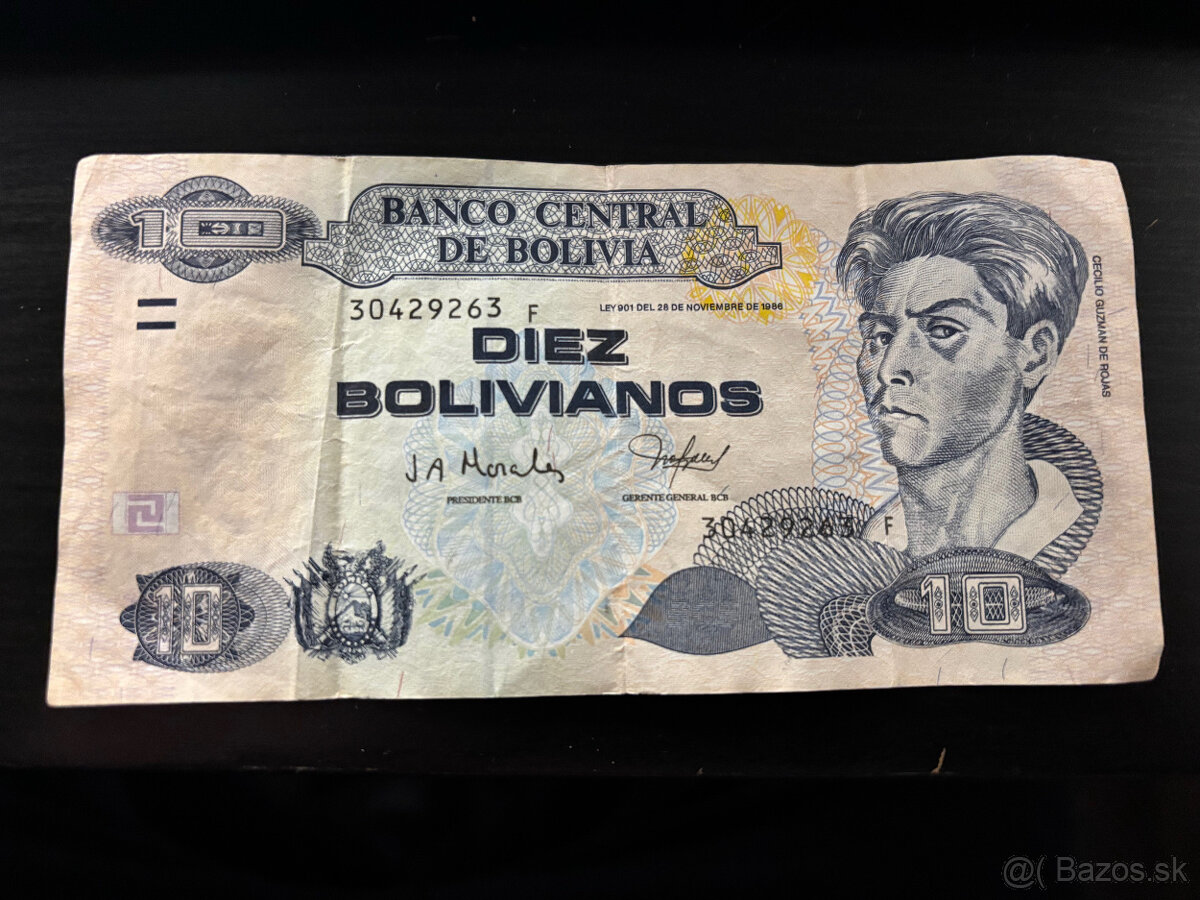 10
BANCO CENTRAL
DE BOLIVIA
30429263 F
LEY 901 DEL 28 DE NOVIEMBRE DE 1986
DIEZ
BOLIVIANOS
CECILIO GUZMAN DE ROJAS
J A Morales
PRESIDENTE BCB
GERENTE GENERAL BCB
30429263 F
10
10
@( Bazos.sk